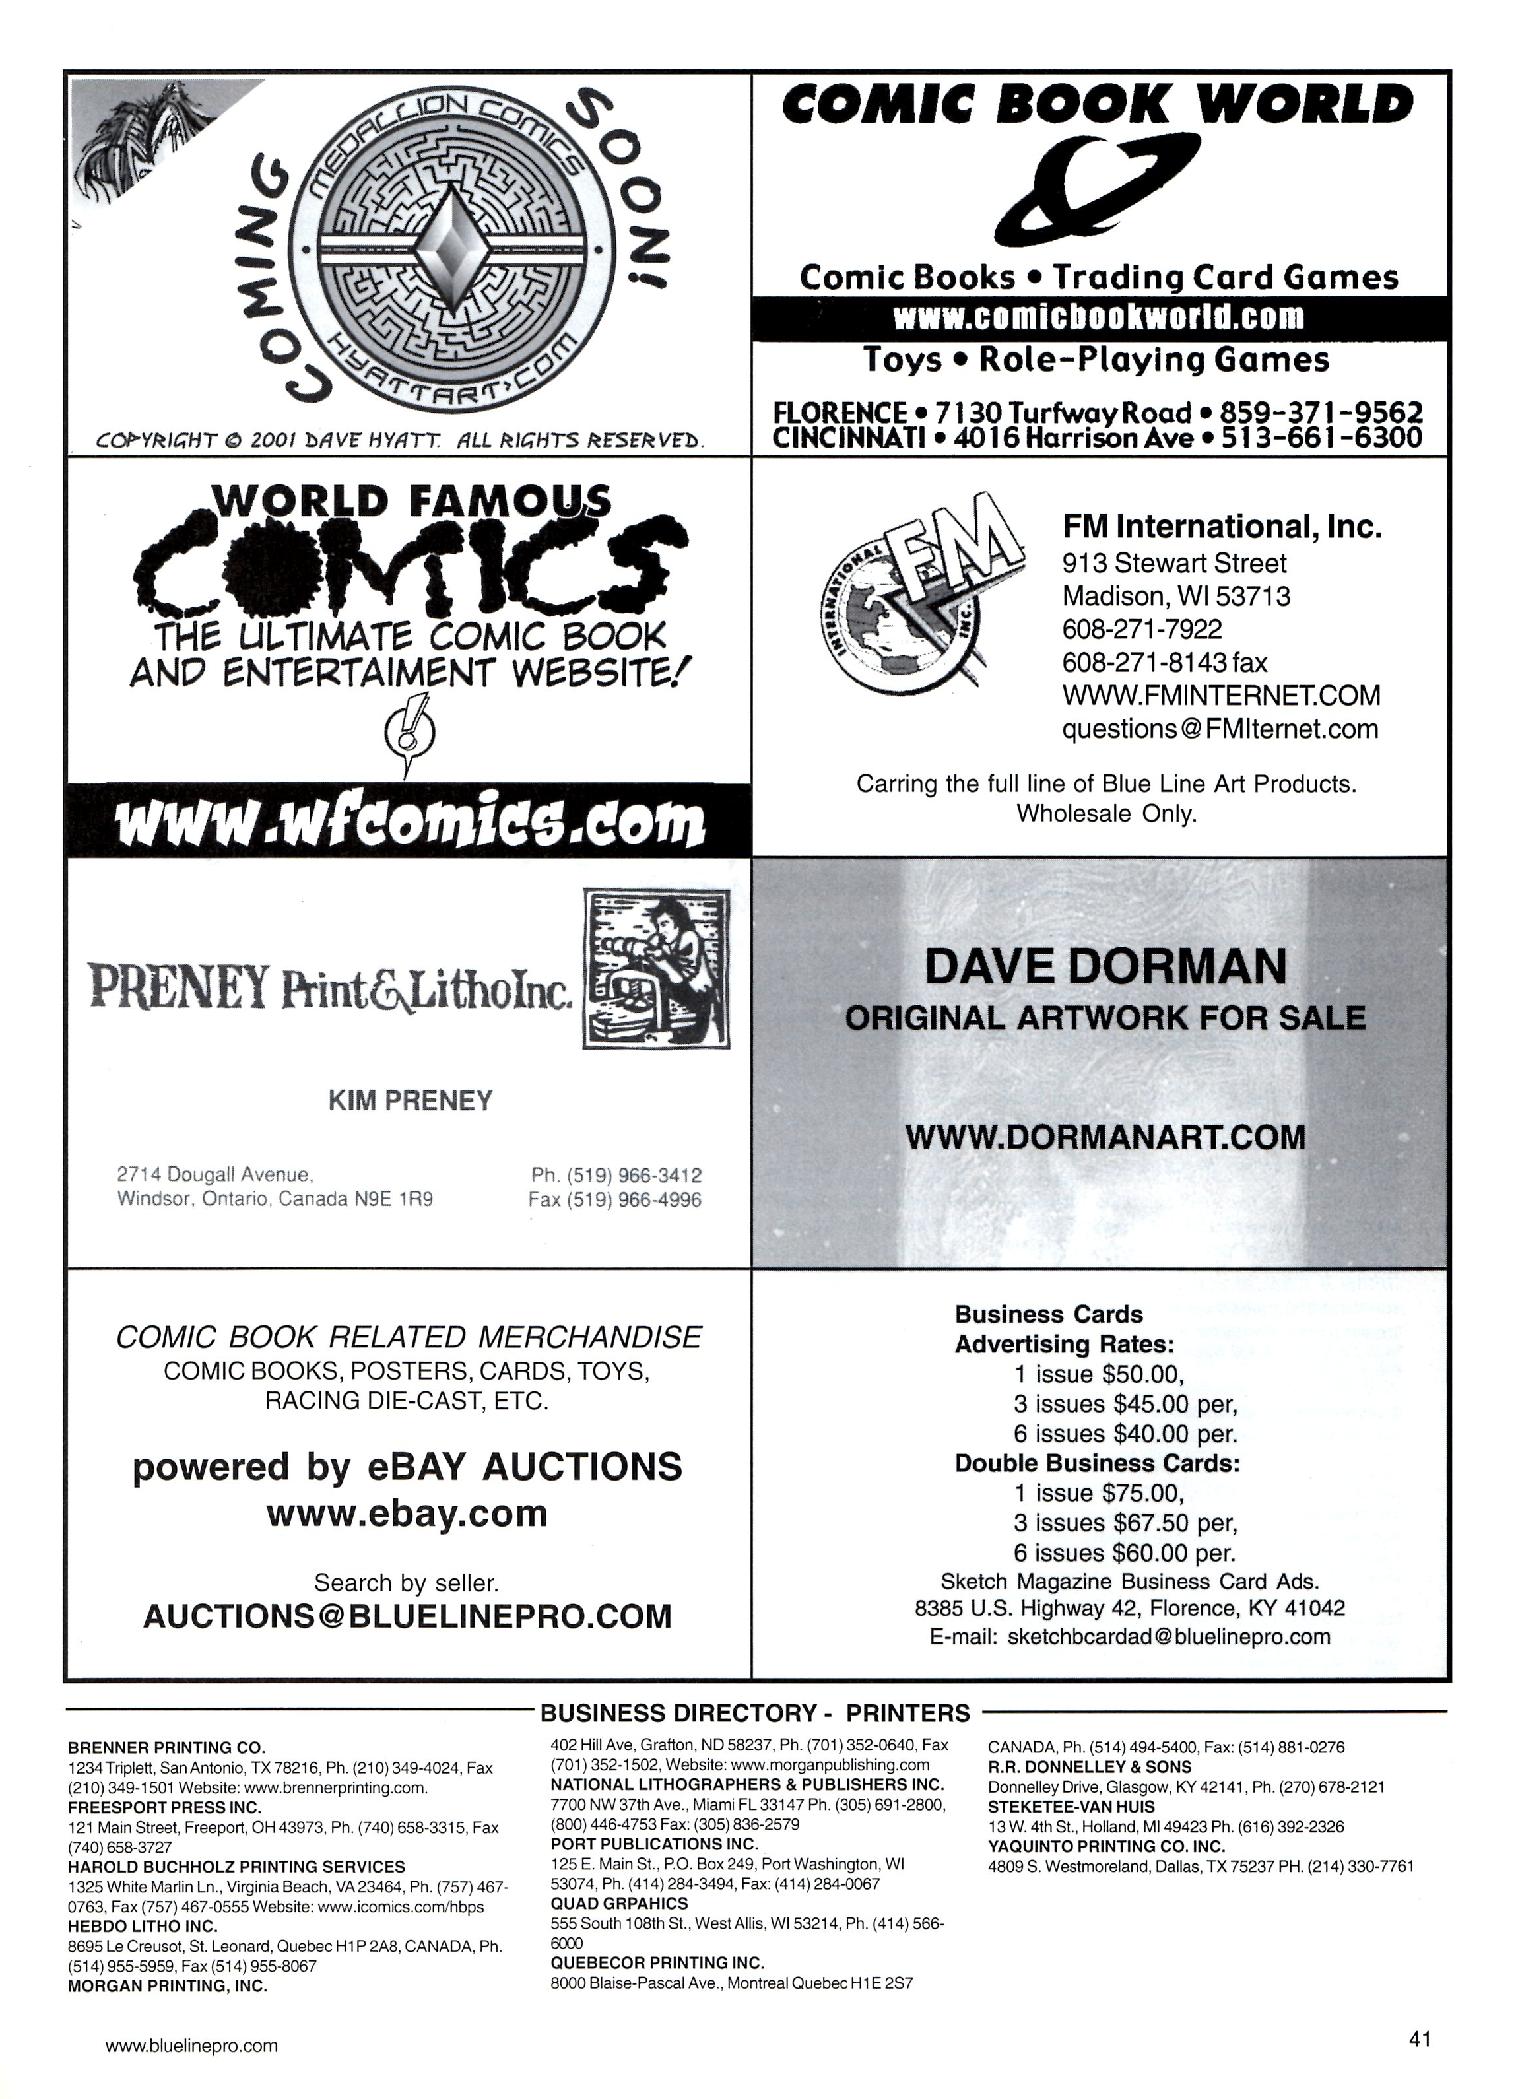 COMING SOON!
MEDALLION COMICS
HYATTART.COM
COPYRIGHT © 2001 DAVE HYATT. ALL RIGHTS RESERVED.
COMIC BOOK WORLD
Comic Books • Trading Card Games
www.comicbookworld.com
Toys • Role-Playing Games
FLORENCE • 7130 Turfway Road • 859-371-9562
CINCINNATI • 4016 Harrison Ave • 513-661-6300
WORLD FAMOUS
COMICS
THE ULTIMATE COMIC BOOK
AND ENTERTAIMENT WEBSITE!
www.wfcomics.com
INTERNATIONAL
FM
INC.
FM International, Inc.
913 Stewart Street
Madison, WI 53713
608-271-7922
608-271-8143 fax
WWW.FMINTERNET.COM
questions@FMIternet.com
Carring the full line of Blue Line Art Products.
Wholesale Only.
PRENEY Print & Litho Inc.
KIM PRENEY
2714 Dougall Avenue,
Windsor, Ontario, Canada N9E 1R9
Ph. (519) 966-3412
Fax (519) 966-4996
DAVE DORMAN
ORIGINAL ARTWORK FOR SALE
WWW.DORMANART.COM
COMIC BOOK RELATED MERCHANDISE
COMIC BOOKS, POSTERS, CARDS, TOYS,
RACING DIE-CAST, ETC.
powered by eBAY AUCTIONS
www.ebay.com
Search by seller.
AUCTIONS@BLUELINEPRO.COM
Business Cards
Advertising Rates:
1 issue $50.00,
3 issues $45.00 per,
6 issues $40.00 per.
Double Business Cards:
1 issue $75.00,
3 issues $67.50 per,
6 issues $60.00 per.
Sketch Magazine Business Card Ads.
8385 U.S. Highway 42, Florence, KY 41042
E-mail: sketchbcardad@bluelinepro.com
BUSINESS DIRECTORY - PRINTERS
BRENNER PRINTING CO.
1234 Triplett, San Antonio, TX 78216, Ph. (210) 349-4024, Fax
(210) 349-1501 Website: www.brennerprinting.com.
FREESPORT PRESS INC.
121 Main Street, Freeport, OH 43973, Ph. (740) 658-3315, Fax
(740) 658-3727
HAROLD BUCHHOLZ PRINTING SERVICES
1325 White Marlin Ln., Virginia Beach, VA 23464, Ph. (757) 467-
0763, Fax (757) 467-0555 Website: www.icomics.com/hbps
HEBDO LITHO INC.
8695 Le Creusot, St. Leonard, Quebec H1P 2A8, CANADA, Ph.
(514) 955-5959, Fax (514) 955-8067
MORGAN PRINTING, INC.
402 Hill Ave, Grafton, ND 58237, Ph. (701) 352-0640, Fax
(701) 352-1502, Website: www.morganpublishing.com
NATIONAL LITHOGRAPHERS & PUBLISHERS INC.
7700 NW 37th Ave., Miami FL 33147 Ph. (305) 691-2800,
(800) 446-4753 Fax: (305) 836-2579
PORT PUBLICATIONS INC.
125 E. Main St., P.O. Box 249, Port Washington, WI
53074, Ph. (414) 284-3494, Fax: (414) 284-0067
QUAD GRPAHICS
555 South 108th St., West Allis, WI 53214, Ph. (414) 566-
6000
QUEBECOR PRINTING INC.
8000 Blaise-Pascal Ave., Montreal Quebec H1E 2S7
CANADA, Ph. (514) 494-5400, Fax: (514) 881-0276
R.R. DONNELLEY & SONS
Donnelley Drive, Glasgow, KY 42141, Ph. (270) 678-2121
STEKETEE-VAN HUIS
13 W. 4th St., Holland, MI 49423 Ph. (616) 392-2326
YAQUINTO PRINTING CO. INC.
4809 S. Westmoreland, Dallas, TX 75237 PH. (214) 330-7761
www.bluelinepro.com
41